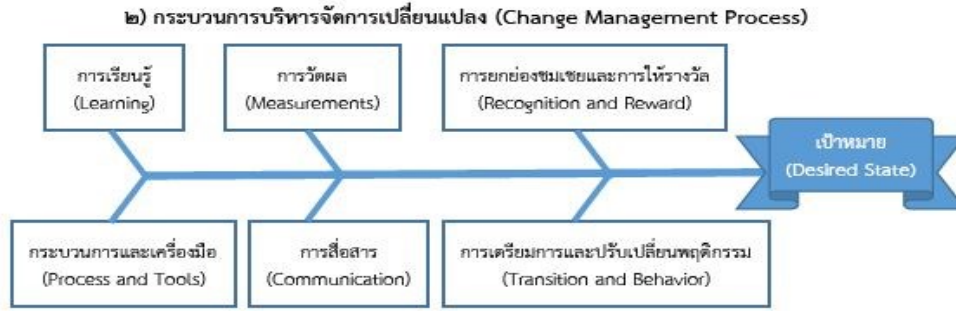 ๒) กระบวนการบริหารจัดการเปลี่ยนแปลง (Change Management Process)
การเรียนรู้
(Learning)
การวัดผล
(Measurements)
การยกย่องชมเชยและการให้รางวัล
(Recognition and Reward)
เป้าหมาย
(Desired State)
กระบวนการและเครื่องมือ
(Process and Tools)
การสื่อสาร
(Communication)
การเตรียมการและปรับเปลี่ยนพฤติกรรม
(Transition and Behavior)